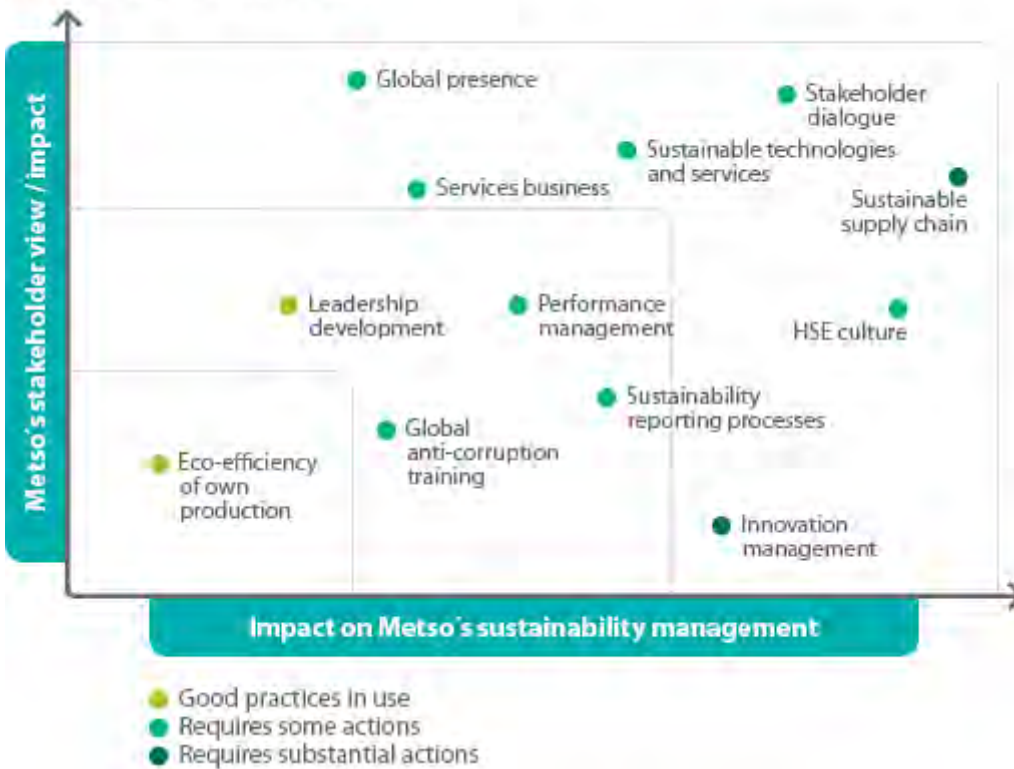 Metso´s stakeholder view / impact
Global presence
Stakeholder
dialogue
Sustainable technologies
and services
Services business
Sustainable
supply chain
Leadership
development
Performance
management
HSE culture
Sustainability
reporting processes
Global
anti-corruption
training
Eco-efficiency
of own
production
Innovation
management
Impact on Metso´s sustainability management
Good practices in use
Requires some actions
Requires substantial actions